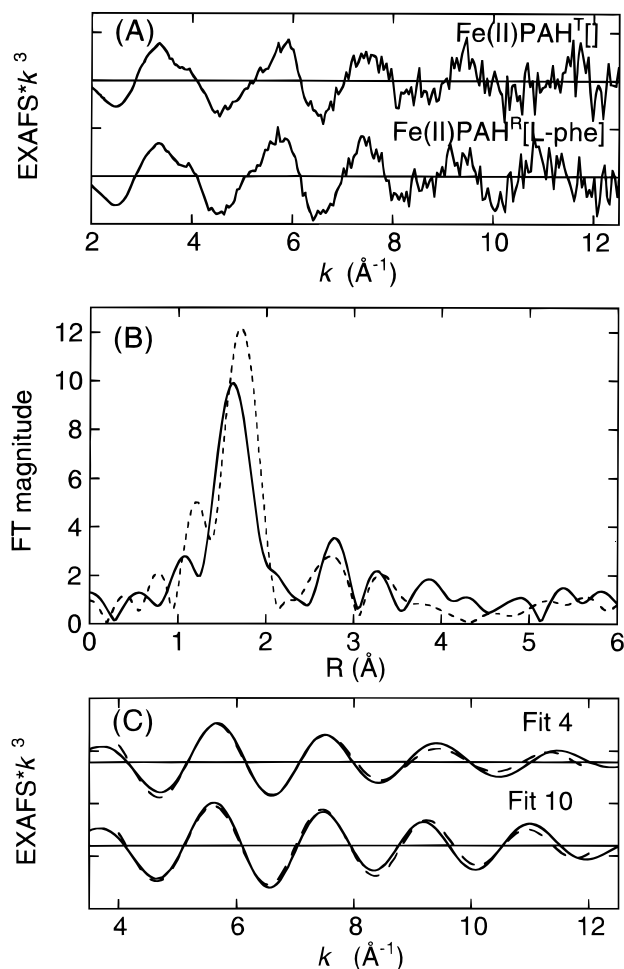 (A)
Fe(II)PAHᵀ[]
Fe(II)PAHᴿ[L-phe]
EXAFS*k ³
2 4 6 8 10 12
k (Å⁻¹)
(B)
12
10
8
6
4
2
0
FT magnitude
0 1 2 3 4 5 6
R (Å)
(C)
Fit 4
Fit 10
EXAFS*k ³
4 6 8 10 12
k (Å⁻¹)